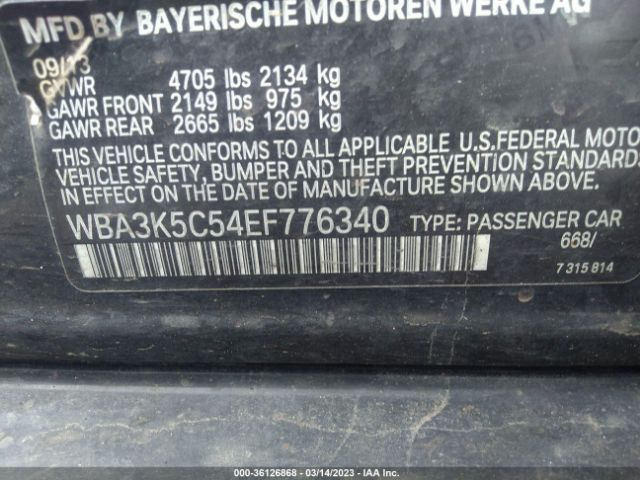 MFD BY BAYERISCHE MOTOREN WERKE AG
09/13
GVWR 4705 lbs 2134 kg
GAWR FRONT 2149 lbs 975 kg
GAWR REAR 2665 lbs 1209 kg
THIS VEHICLE CONFORMS TO ALL APPLICABLE U.S.FEDERAL MOTO
VEHICLE SAFETY, BUMPER AND THEFT PREVENTION STANDARD
IN EFFECT ON THE DATE OF MANUFACTURE SHOWN ABOVE.
WBA3K5C54EF776340 TYPE: PASSENGER CAR
668/
7 315 814
000-36126868 — 03/14/2023 — IAA Inc.